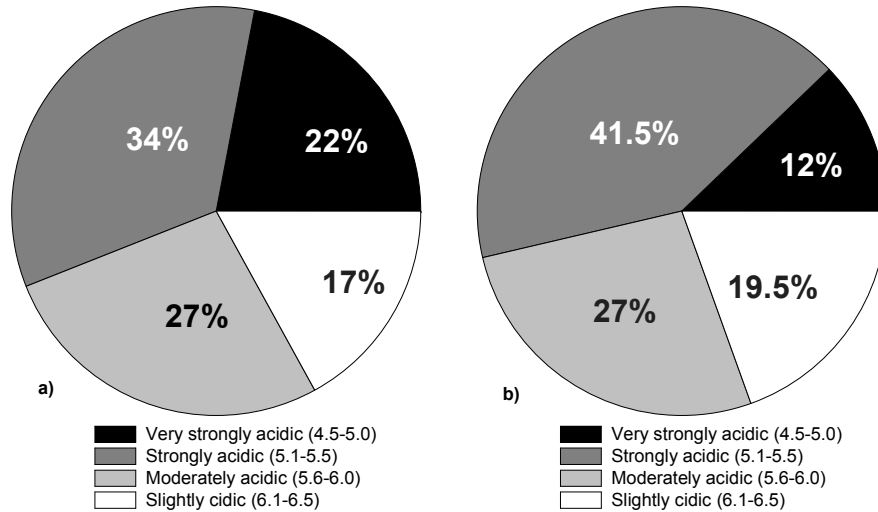 34%
22%
27%
17%
a)
Very strongly acidic (4.5-5.0)
Strongly acidic (5.1-5.5)
Moderately acidic (5.6-6.0)
Slightly cidic (6.1-6.5)
41.5%
12%
27%
19.5%
b)
Very strongly acidic (4.5-5.0)
Strongly acidic (5.1-5.5)
Moderately acidic (5.6-6.0)
Slightly cidic (6.1-6.5)